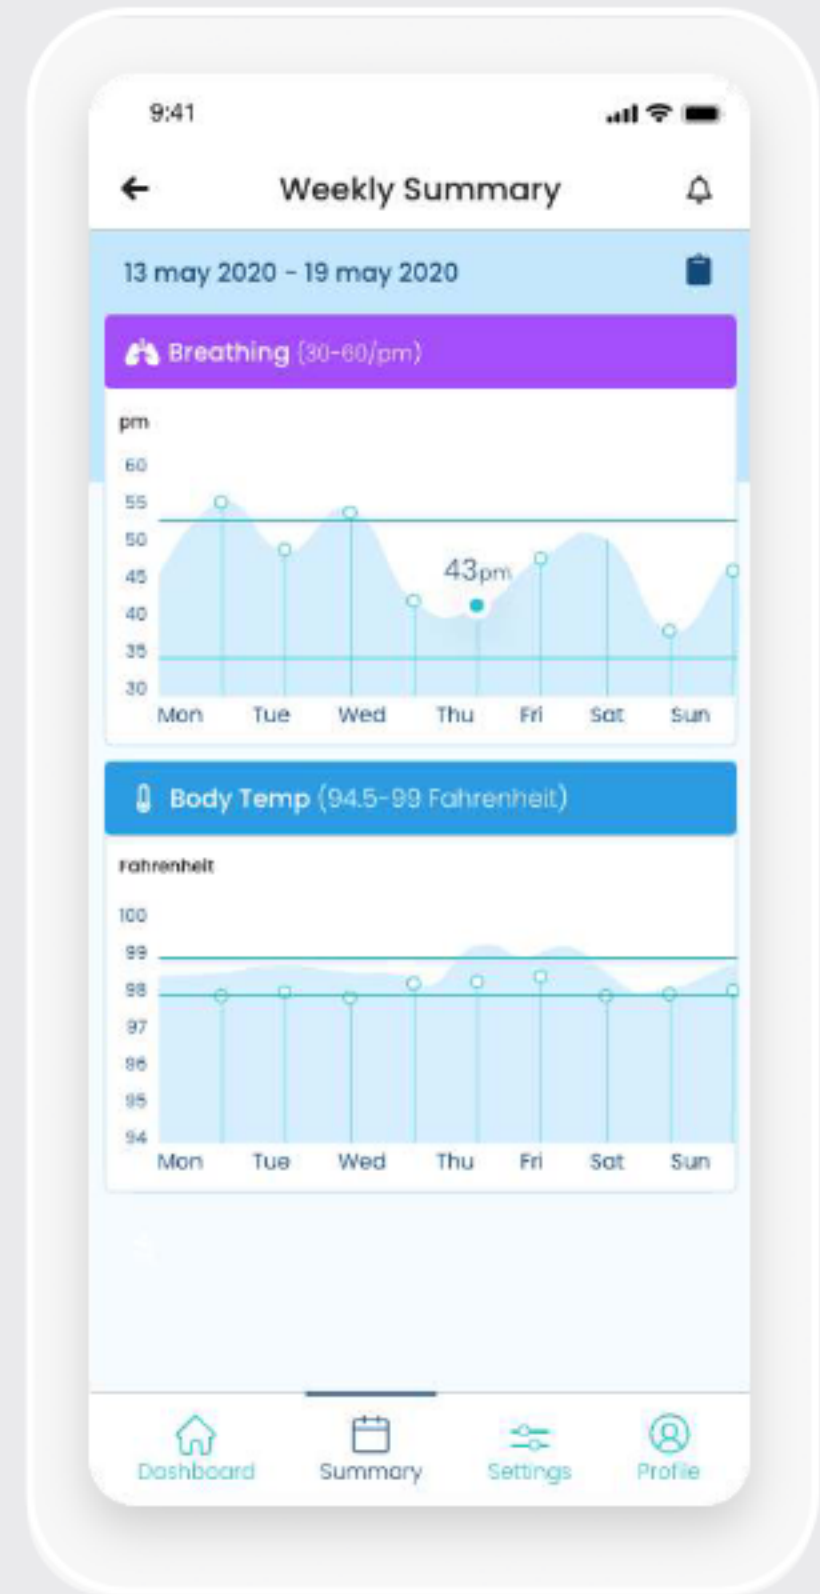 9:41
Weekly Summary
13 may 2020 - 19 may 2020
Breathing (30-60/pm)
pm
60
55
50
45
40
35
30
43pm
Mon Tue Wed Thu Fri Sat Sun
Body Temp (94.5-99 Fahrenheit)
Fahrenheit
100
99
98
97
96
95
94
Mon Tue Wed Thu Fri Sat Sun
Dashboard Summary Settings Profile